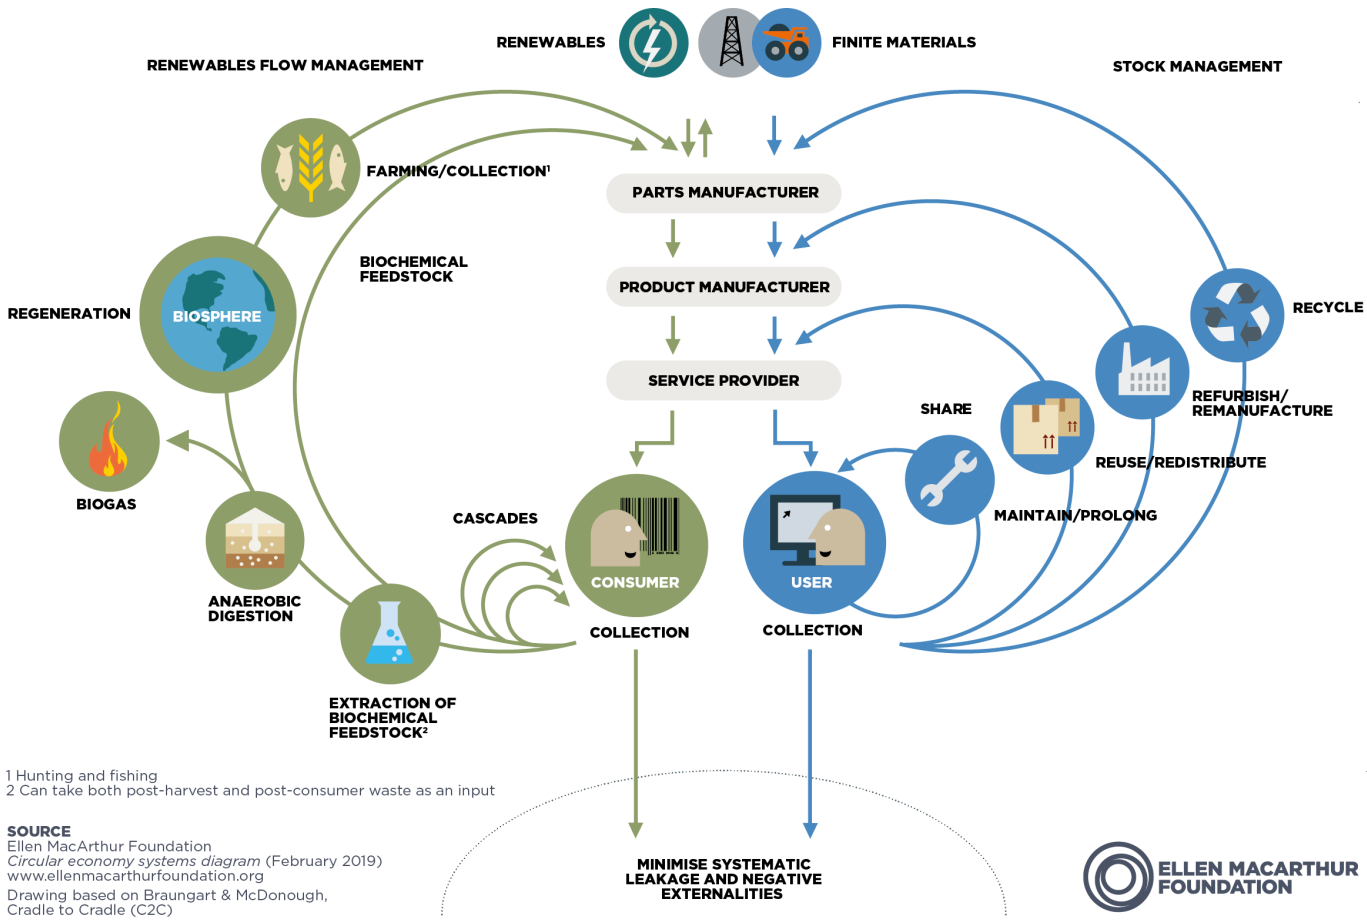 RENEWABLES
FINITE MATERIALS
RENEWABLES FLOW MANAGEMENT
STOCK MANAGEMENT
FARMING/COLLECTION¹
PARTS MANUFACTURER
BIOCHEMICAL
FEEDSTOCK
PRODUCT MANUFACTURER
REGENERATION
BIOSPHERE
RECYCLE
SERVICE PROVIDER
SHARE
REFURBISH/
REMANUFACTURE
REUSE/REDISTRIBUTE
BIOGAS
CASCADES
MAINTAIN/PROLONG
CONSUMER
USER
ANAEROBIC
DIGESTION
COLLECTION
COLLECTION
EXTRACTION OF
BIOCHEMICAL
FEEDSTOCK²
1 Hunting and fishing
2 Can take both post-harvest and post-consumer waste as an input
SOURCE
Ellen MacArthur Foundation
Circular economy systems diagram (February 2019)
www.ellenmacarthurfoundation.org
Drawing based on Braungart & McDonough,
Cradle to Cradle (C2C)
MINIMISE SYSTEMATIC
LEAKAGE AND NEGATIVE
EXTERNALITIES
ELLEN MACARTHUR
FOUNDATION